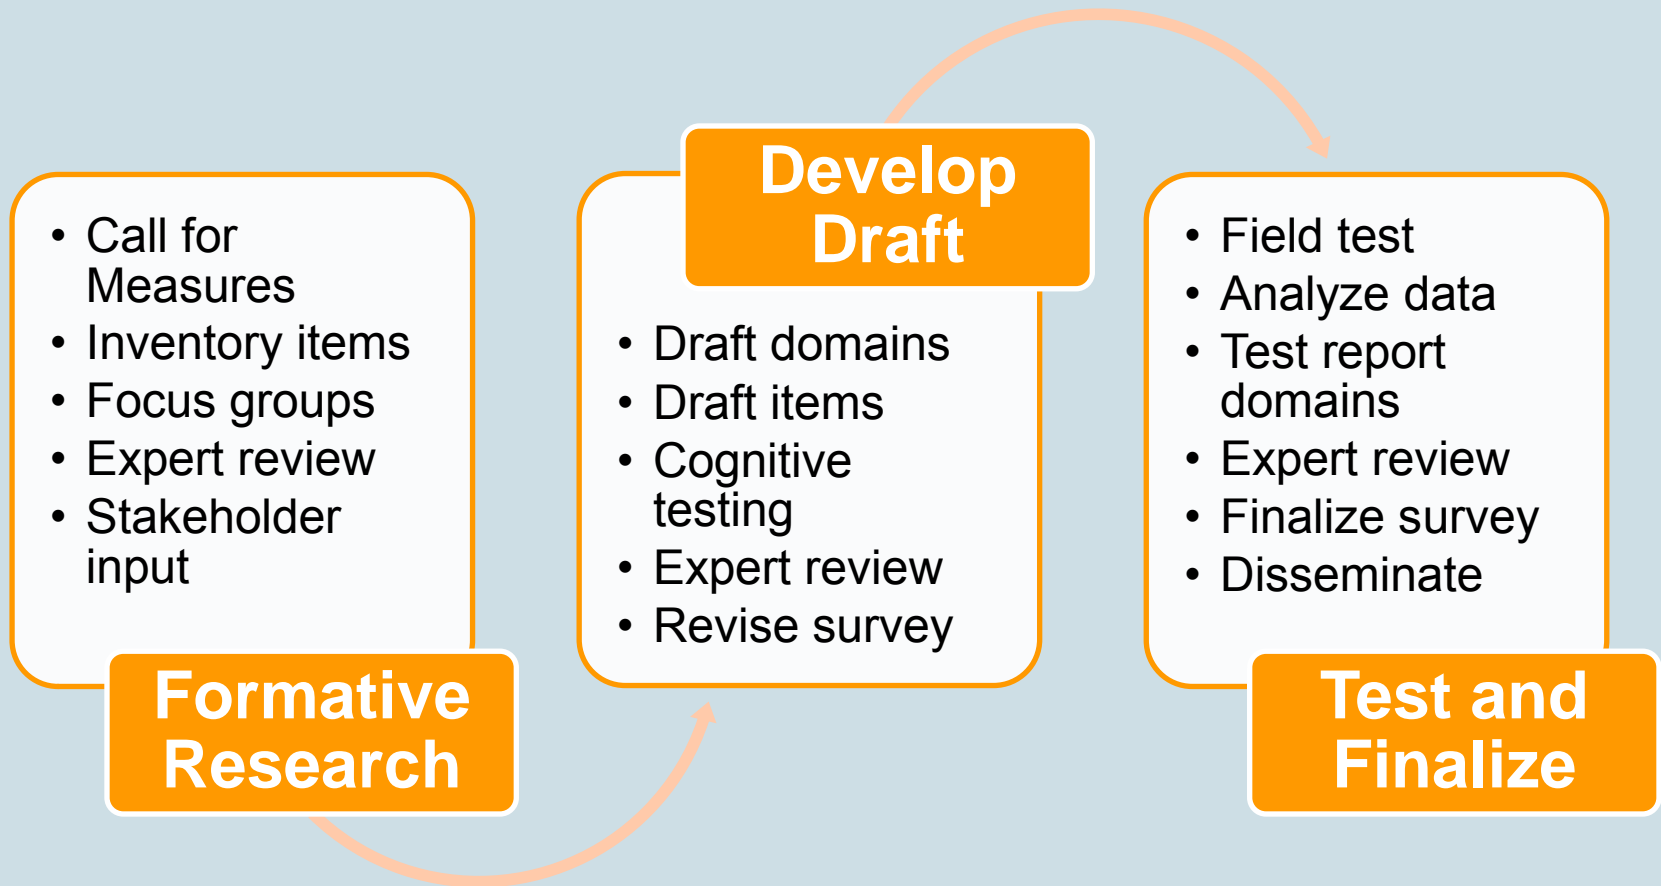 • Call for
Measures
• Inventory items
• Focus groups
• Expert review
• Stakeholder
input
Formative
Research
Develop
Draft
• Draft domains
• Draft items
• Cognitive
testing
• Expert review
• Revise survey
• Field test
• Analyze data
• Test report
domains
• Expert review
• Finalize survey
• Disseminate
Test and
Finalize